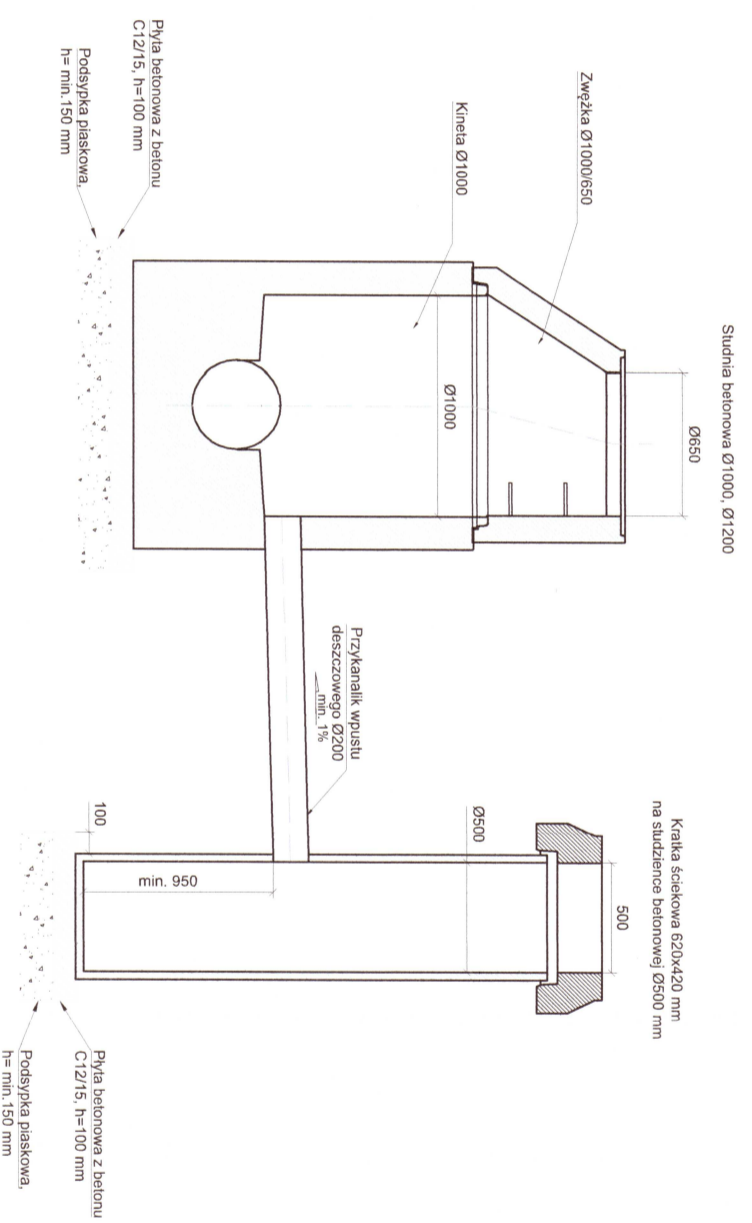 Studnia betonowa Ø1000, Ø1200
Ø650
Zwężka Ø1000/650
Kineta Ø1000
Ø1000
Płyta betonowa z betonu
C12/15, h=100 mm
Podsypka piaskowa,
h= min.150 mm
Przykanalik wpustu
deszczowego Ø200
min. 1%
Kratka ściekowa 620x420 mm
na studzience betonowej Ø500 mm
500
Ø500
min. 950
100
Płyta betonowa z betonu
C12/15, h=100 mm
Podsypka piaskowa,
h= min.150 mm